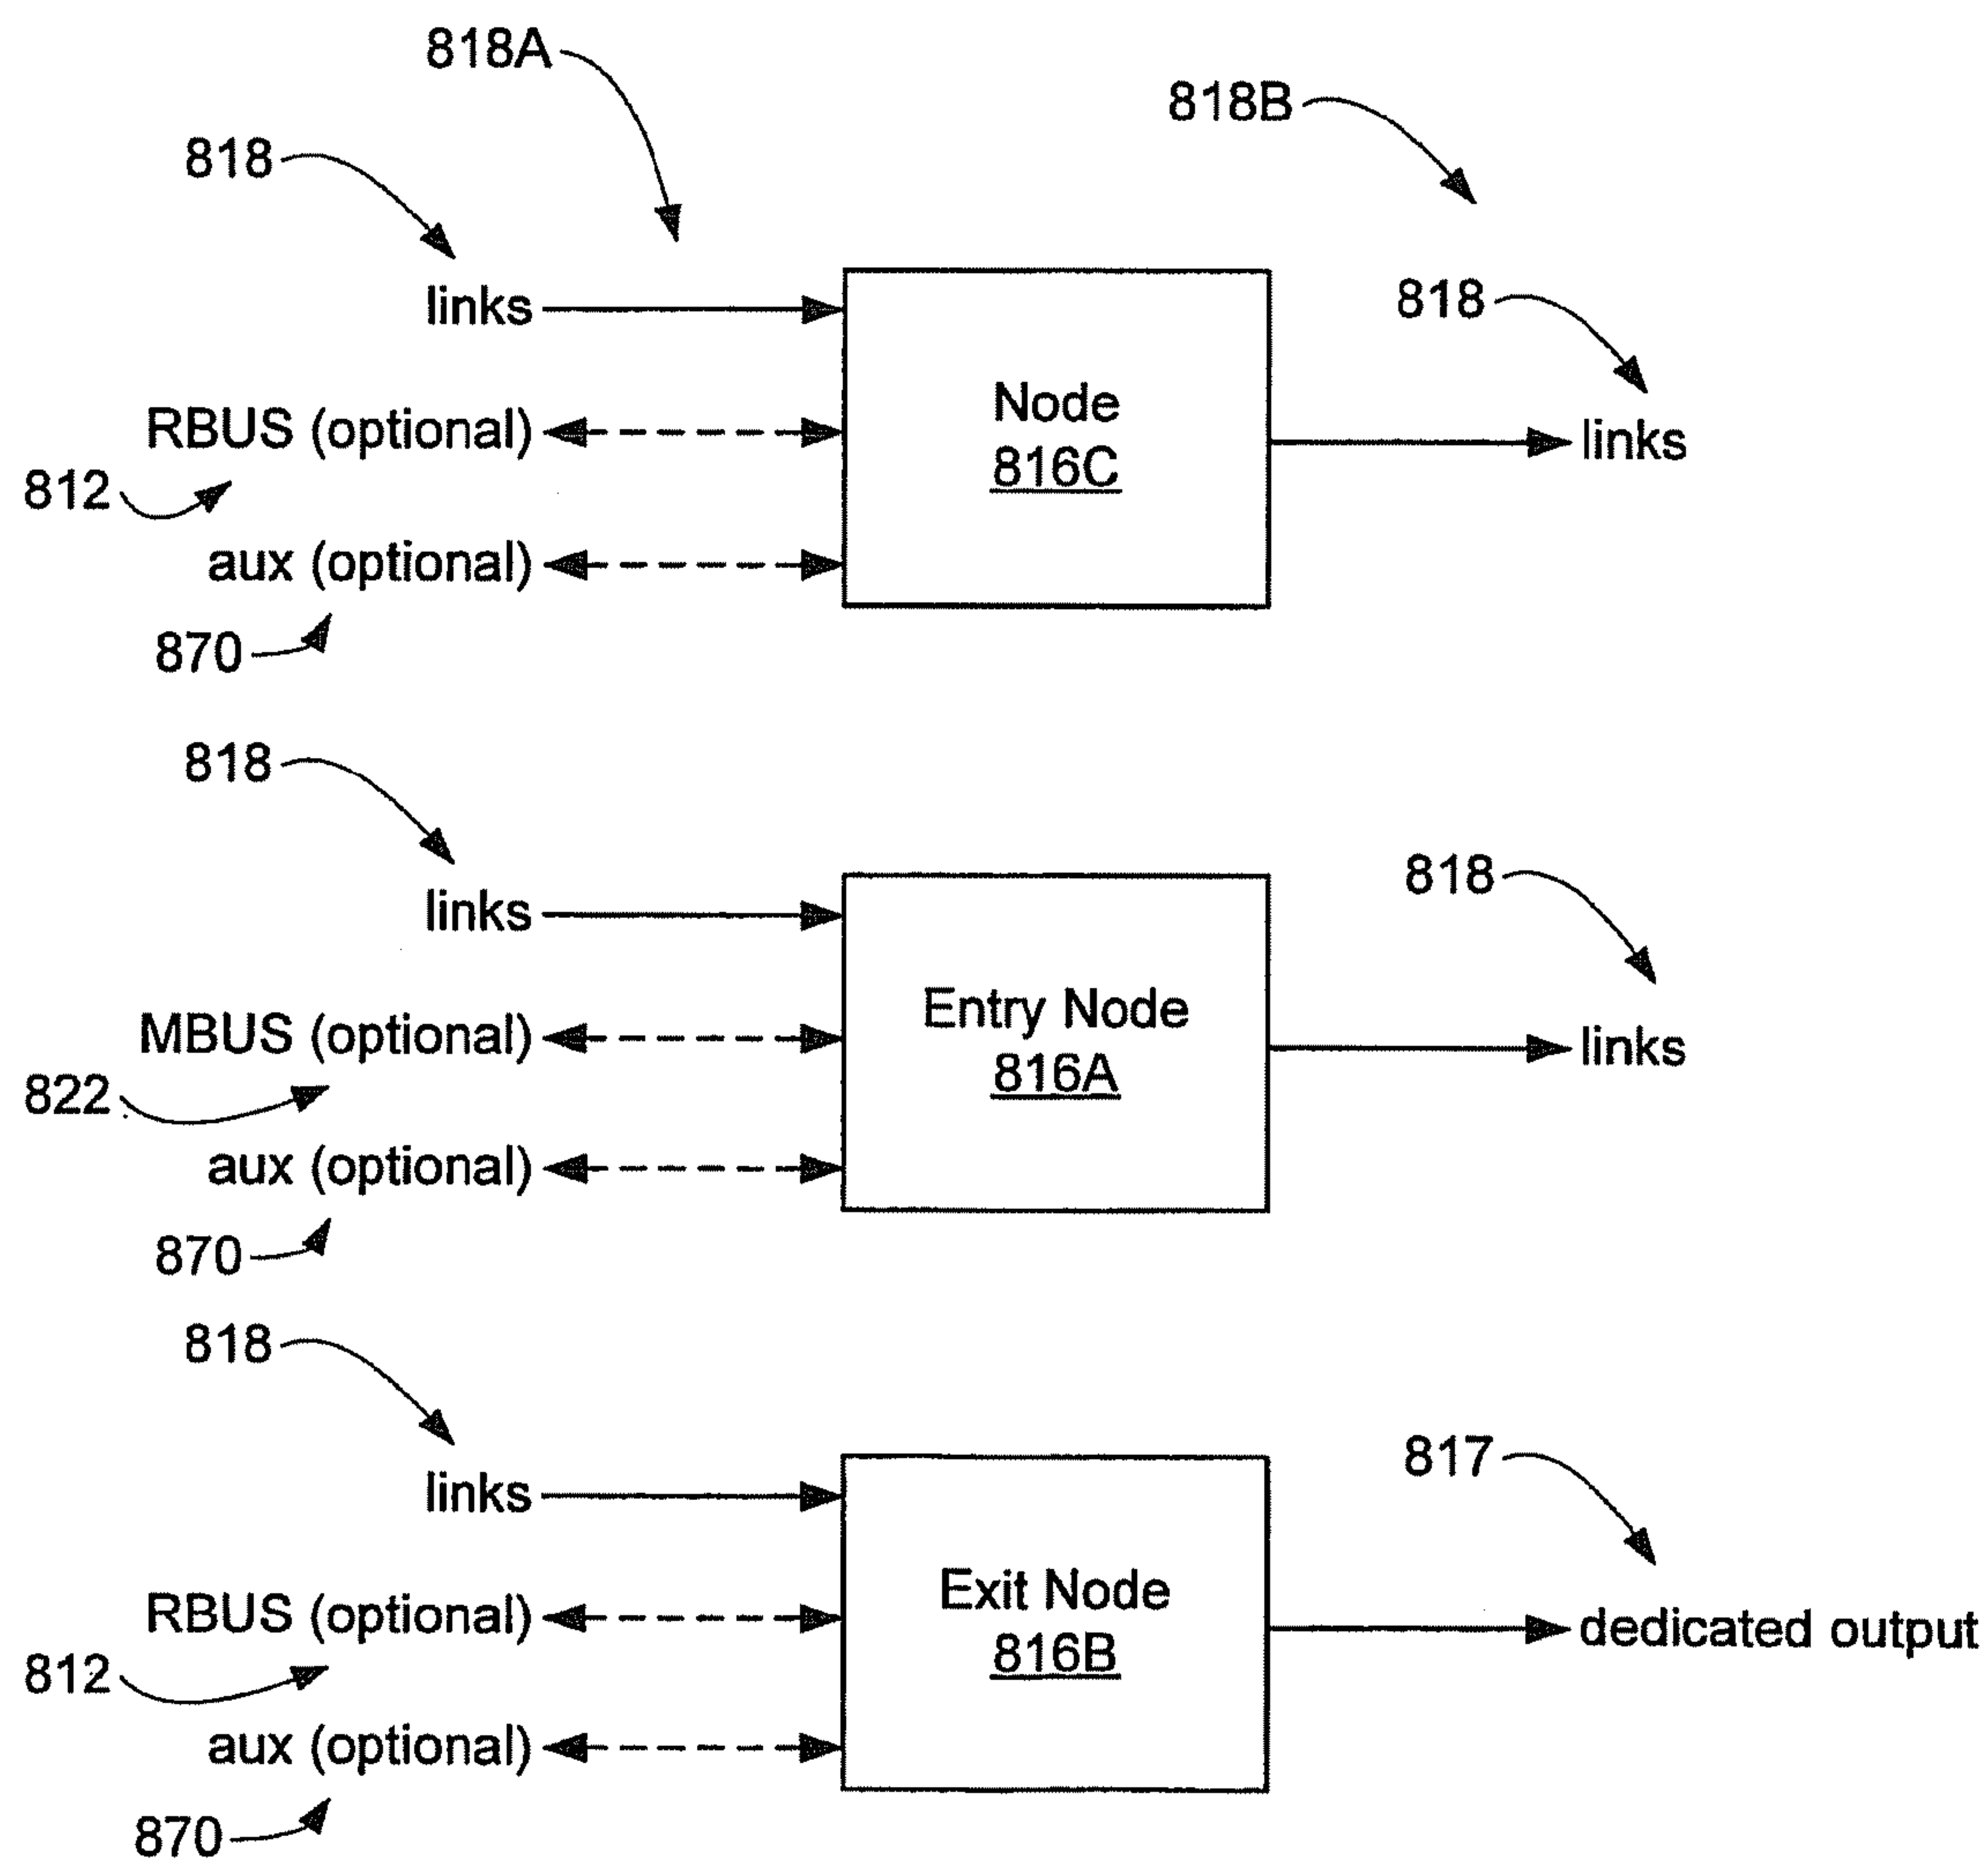 818A
818B
818
818
links
Node
816C
RBUS (optional)
links
812
aux (optional)
870
818
818
links
Entry Node
816A
MBUS (optional)
links
822
aux (optional)
870
818
817
links
Exit Node
816B
RBUS (optional)
dedicated output
812
aux (optional)
870